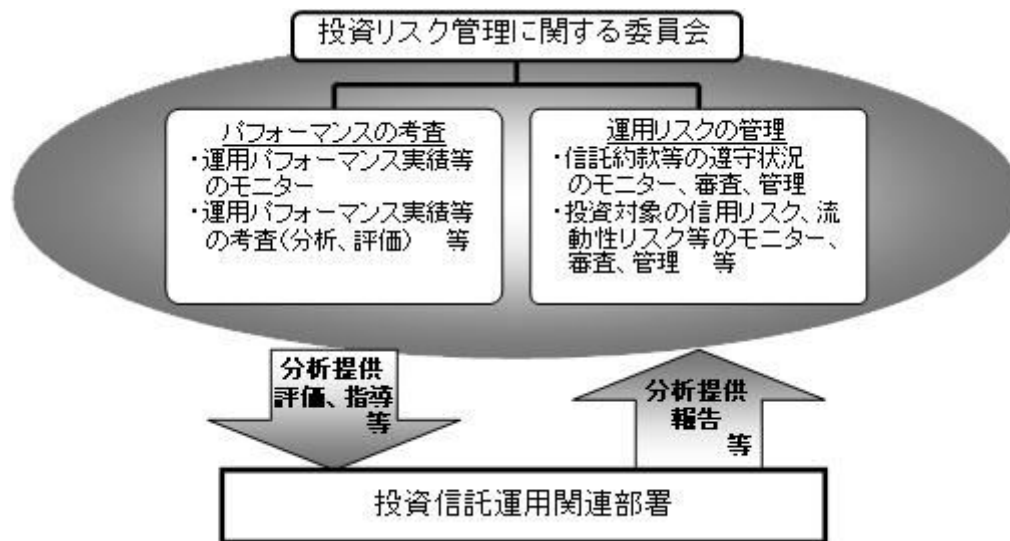 投資リスク管理に関する委員会
パフォーマンスの考査
・運用パフォーマンス実績等
のモニター
・運用パフォーマンス実績等
の考査(分析、評価) 等
運用リスクの管理
・信託約款等の遵守状況
のモニター、審査、管理
・投資対象の信用リスク、流
動性リスク等のモニター、
審査、管理 等
分析提供
評価、指導
等
分析提供
報告
等
投資信託運用関連部署